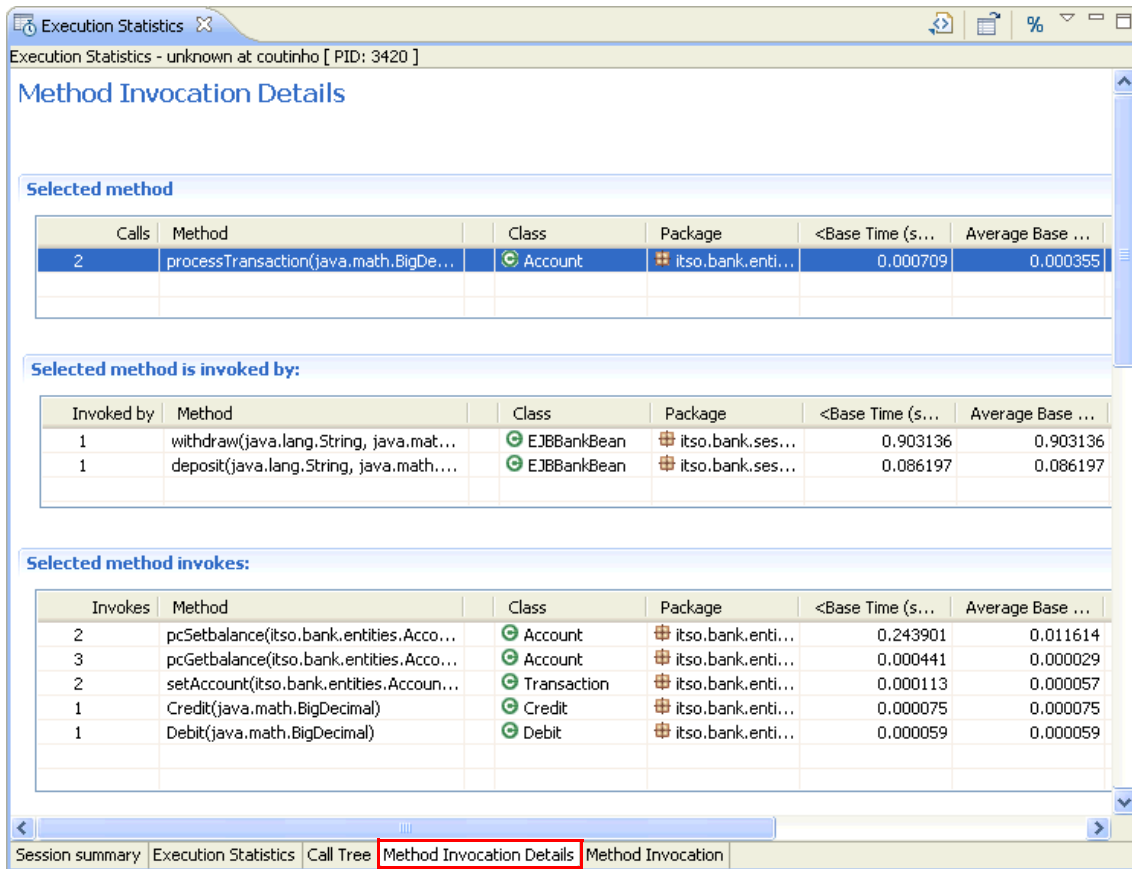 Execution Statistics
%
Execution Statistics - unknown at coutinho [ PID: 3420 ]
Method Invocation Details
Selected method
Calls Method Class Package <Base Time (s... Average Base ...
2 processTransaction(java.math.BigDe... Account itso.bank.enti... 0.000709 0.000355
Selected method is invoked by:
Invoked by Method Class Package <Base Time (s... Average Base ...
1 withdraw(java.lang.String, java.mat... EJBBankBean itso.bank.ses... 0.903136 0.903136
1 deposit(java.lang.String, java.math.... EJBBankBean itso.bank.ses... 0.086197 0.086197
Selected method invokes:
Invokes Method Class Package <Base Time (s... Average Base ...
2 pcSetbalance(itso.bank.entities.Acco... Account itso.bank.enti... 0.243901 0.011614
3 pcGetbalance(itso.bank.entities.Acco... Account itso.bank.enti... 0.000441 0.000029
2 setAccount(itso.bank.entities.Accoun... Transaction itso.bank.enti... 0.000113 0.000057
1 Credit(java.math.BigDecimal) Credit itso.bank.enti... 0.000075 0.000075
1 Debit(java.math.BigDecimal) Debit itso.bank.enti... 0.000059 0.000059
Session summary Execution Statistics Call Tree Method Invocation Details Method Invocation